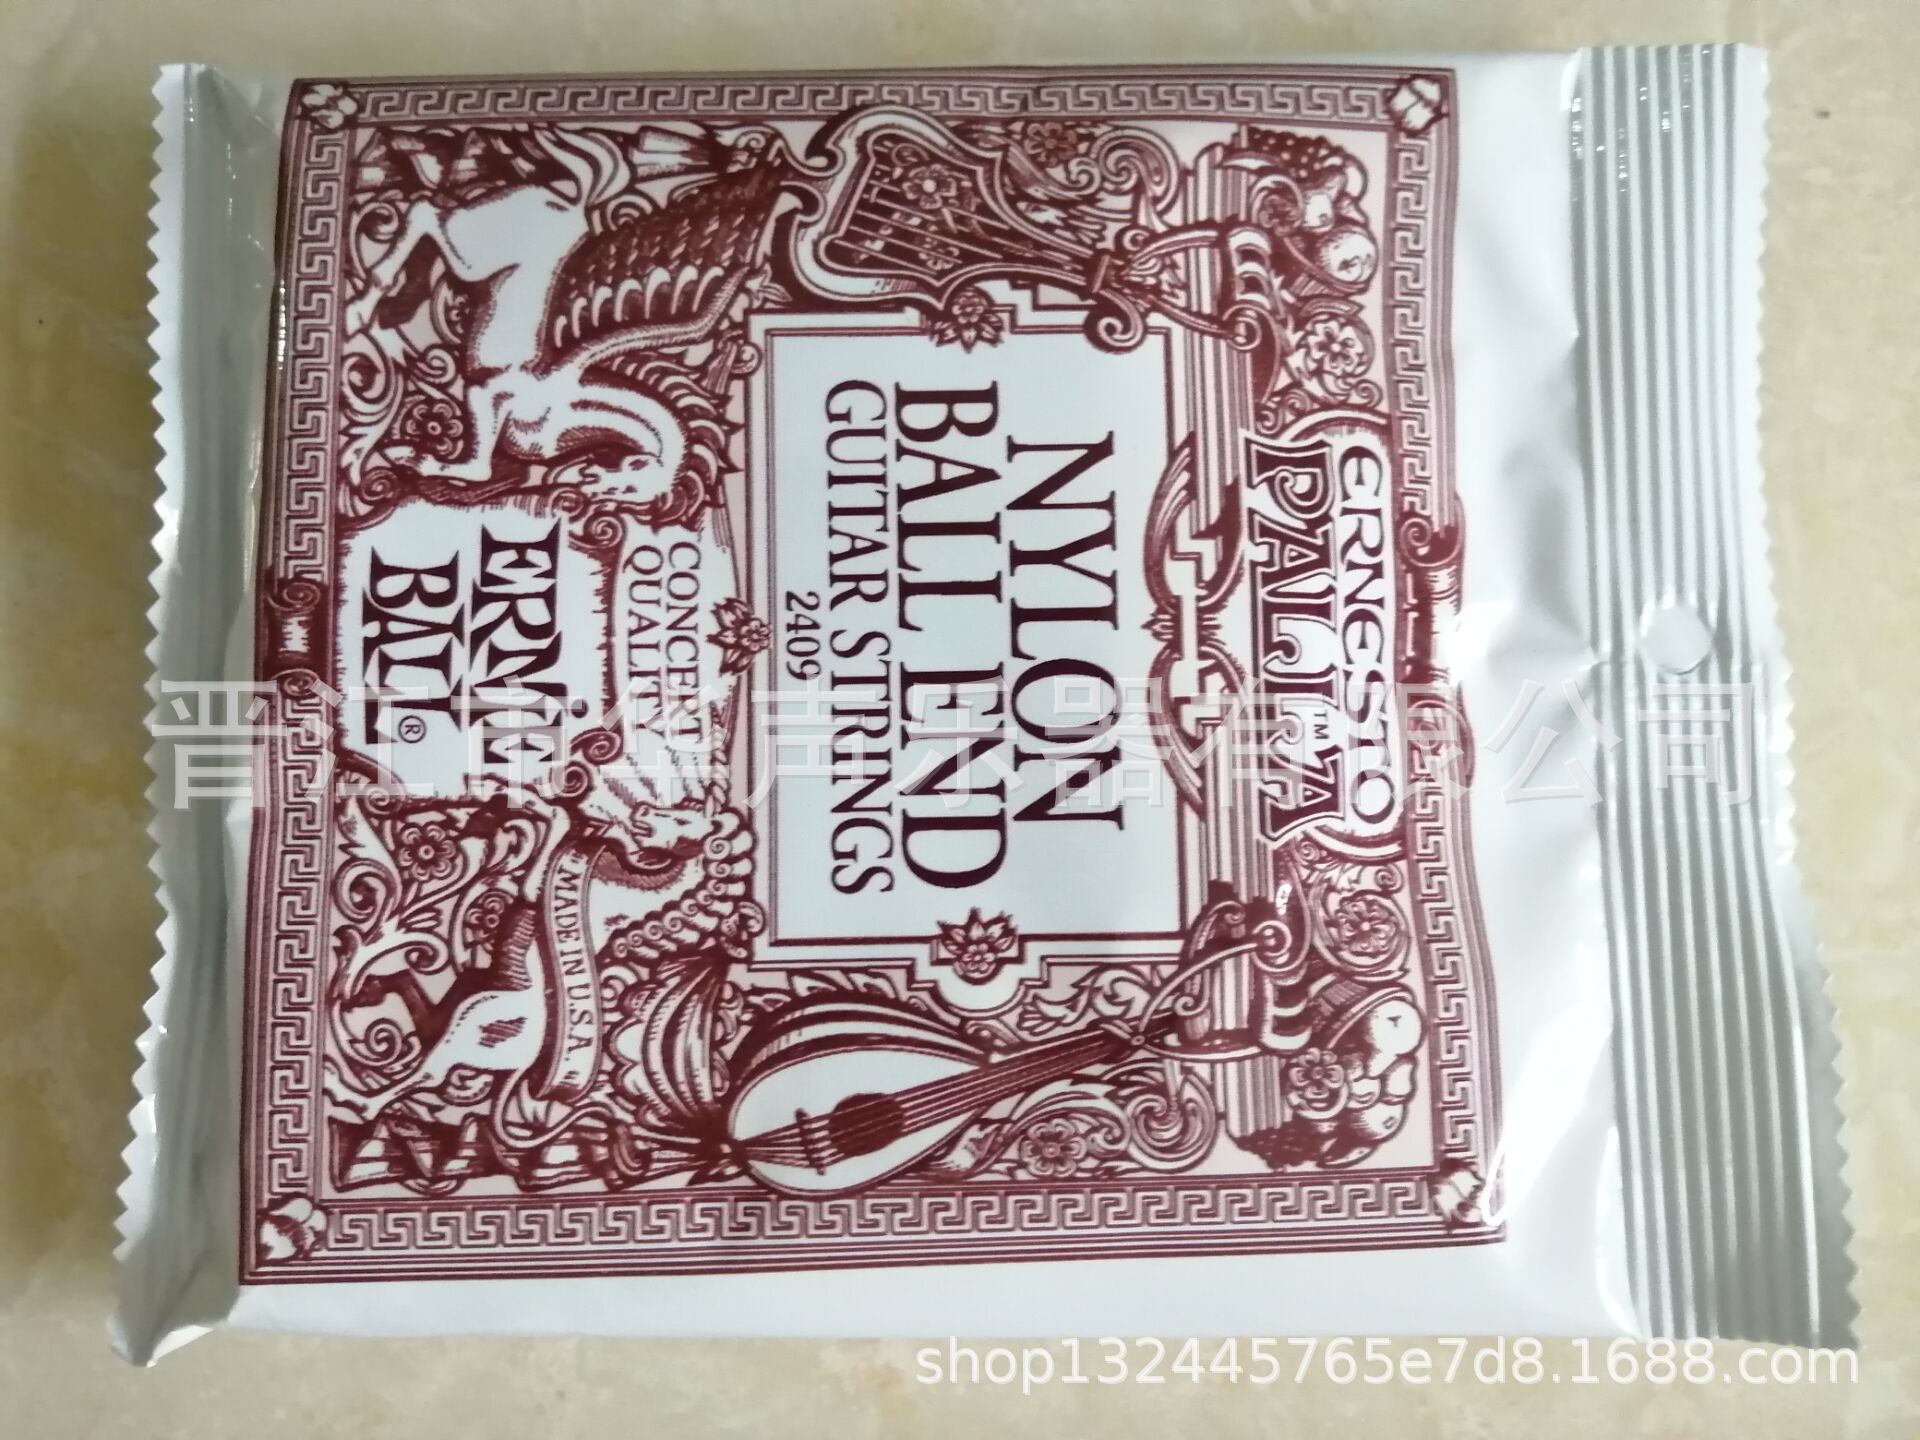 ERNESTO
PALLA™
NYLON
BALL END
GUITAR STRINGS
2409
CONCERT
QUALITY
ERNIE
BALL®
MADE IN U.S.A.
晋江市华声乐器有限公司
shop132445765e7d8.1688.com